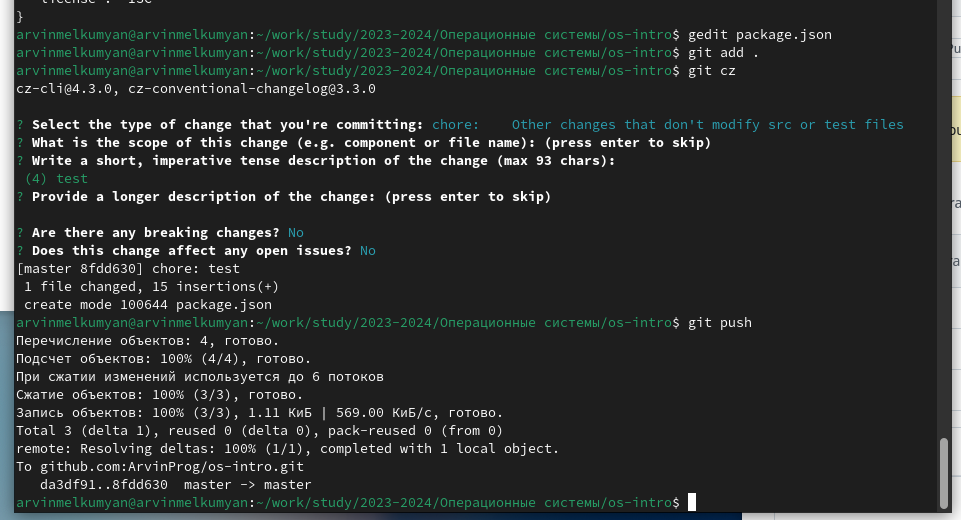 }
arvinmelkumyan@arvinmelkumyan:~/work/study/2023-2024/Операционные системы/os-intro$ gedit package.json
arvinmelkumyan@arvinmelkumyan:~/work/study/2023-2024/Операционные системы/os-intro$ git add .
arvinmelkumyan@arvinmelkumyan:~/work/study/2023-2024/Операционные системы/os-intro$ git cz
cz-cli@4.3.0, cz-conventional-changelog@3.3.0
? Select the type of change that you're committing: chore:    Other changes that don't modify src or test files
? What is the scope of this change (e.g. component or file name): (press enter to skip)
? Write a short, imperative tense description of the change (max 93 chars):
(4) test
? Provide a longer description of the change: (press enter to skip)
? Are there any breaking changes? No
? Does this change affect any open issues? No
[master 8fdd630] chore: test
1 file changed, 15 insertions(+)
create mode 100644 package.json
arvinmelkumyan@arvinmelkumyan:~/work/study/2023-2024/Операционные системы/os-intro$ git push
Перечисление объектов: 4, готово.
Подсчет объектов: 100% (4/4), готово.
При сжатии изменений используется до 6 потоков
Сжатие объектов: 100% (3/3), готово.
Запись объектов: 100% (3/3), 1.11 КиБ | 569.00 КиБ/с, готово.
Total 3 (delta 1), reused 0 (delta 0), pack-reused 0 (from 0)
remote: Resolving deltas: 100% (1/1), completed with 1 local object.
To github.com:ArvinProg/os-intro.git
da3df91..8fdd630  master -> master
arvinmelkumyan@arvinmelkumyan:~/work/study/2023-2024/Операционные системы/os-intro$